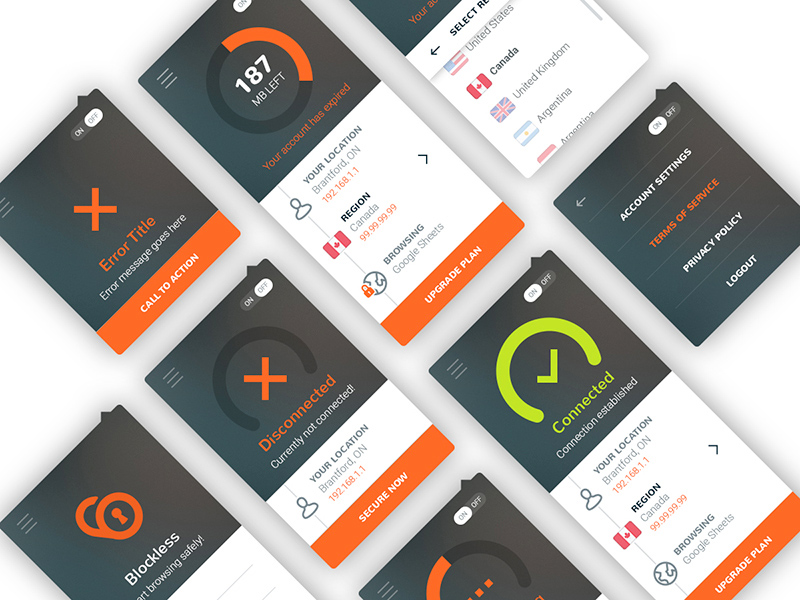 ON
OFF
Error Title
Error message goes here
CALL TO ACTION
ON
187
MB LEFT
Your account has expired
YOUR LOCATION
Brantford, ON
192.168.1.1
REGION
Canada
99.99.99.99
BROWSING
Google Sheets
UPGRADE PLAN
Your
SELECT RE
United States
Canada
United Kingdom
Argentina
Argentina
ON
OFF
ACCOUNT SETTINGS
TERMS OF SERVICE
PRIVACY POLICY
LOGOUT
ON
OFF
Disconnected
Currently not connected!
YOUR LOCATION
Brantford, ON
192.168.1.1
SECURE NOW
ON
OFF
Connected
Connection established
YOUR LOCATION
Brantford, ON
192.168.1.1
REGION
Canada
99.99.99.99
BROWSING
Google Sheets
UPGRADE PLAN
Blockless
art browsing safely!
ON
OFF